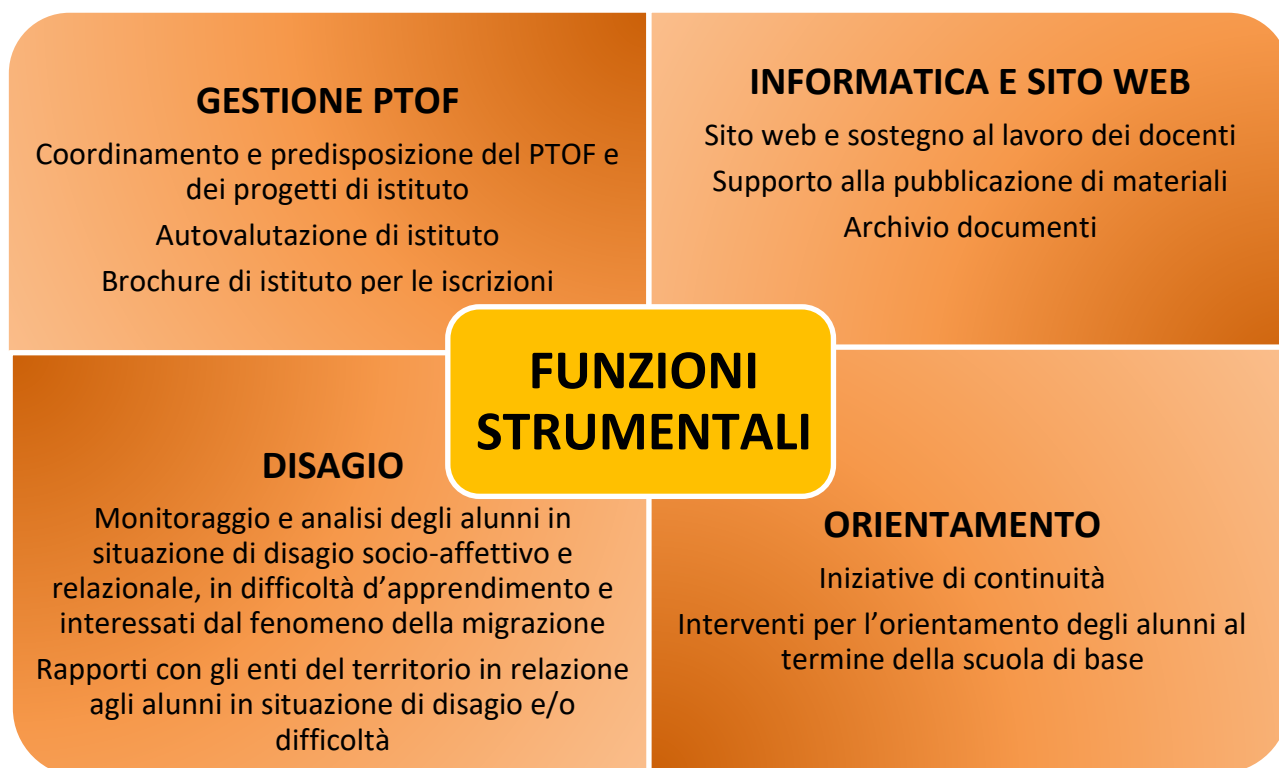 GESTIONE PTOF
Coordinamento e predisposizione del PTOF e
dei progetti di istituto
Autovalutazione di istituto
Brochure di istituto per le iscrizioni
INFORMATICA E SITO WEB
Sito web e sostegno al lavoro dei docenti
Supporto alla pubblicazione di materiali
Archivio documenti
FUNZIONI
STRUMENTALI
DISAGIO
Monitoraggio e analisi degli alunni in
situazione di disagio socio-affettivo e
relazionale, in difficoltà d’apprendimento e
interessati dal fenomeno della migrazione
Rapporti con gli enti del territorio in relazione
agli alunni in situazione di disagio e/o
difficoltà
ORIENTAMENTO
Iniziative di continuità
Interventi per l’orientamento degli alunni al
termine della scuola di base